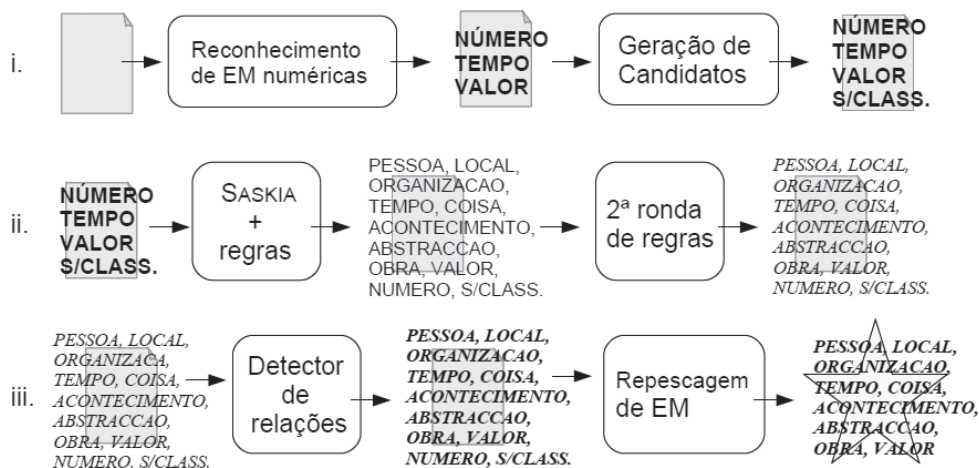 i.
Reconhecimento
de EM numéricas
NÚMERO
TEMPO
VALOR
Geração de
Candidatos
NÚMERO
TEMPO
VALOR
S/CLASS.
ii.
NÚMERO
TEMPO
VALOR
S/CLASS.
SASKIA
+
regras
PESSOA, LOCAL,
ORGANIZACAO,
TEMPO, COISA,
ACONTECIMENTO,
ABSTRACCAO,
OBRA, VALOR,
NUMERO, S/CLASS.
2ª ronda
de regras
PESSOA, LOCAL,
ORGANIZACAO,
TEMPO, COISA,
ACONTECIMENTO,
ABSTRACCAO,
OBRA, VALOR,
NUMERO, S/CLASS.
iii.
PESSOA, LOCAL,
ORGANIZACA,
TEMPO, COISA,
ACONTECIMENTO,
ABSTRACCAO,
OBRA, VALOR,
NUMERO, S/CLASS.
Detector
de
relações
PESSOA, LOCAL,
ORGANIZACAO,
TEMPO, COISA,
ACONTECIMENTO,
ABSTRACCAO,
OBRA, VALOR,
NUMERO, S/CLASS.
Repescagem
de EM
PESSOA, LOCAL,
ORGANIZACAO,
TEMPO, COISA,
ACONTECIMENTO,
ABSTRACCAO,
OBRA, VALOR